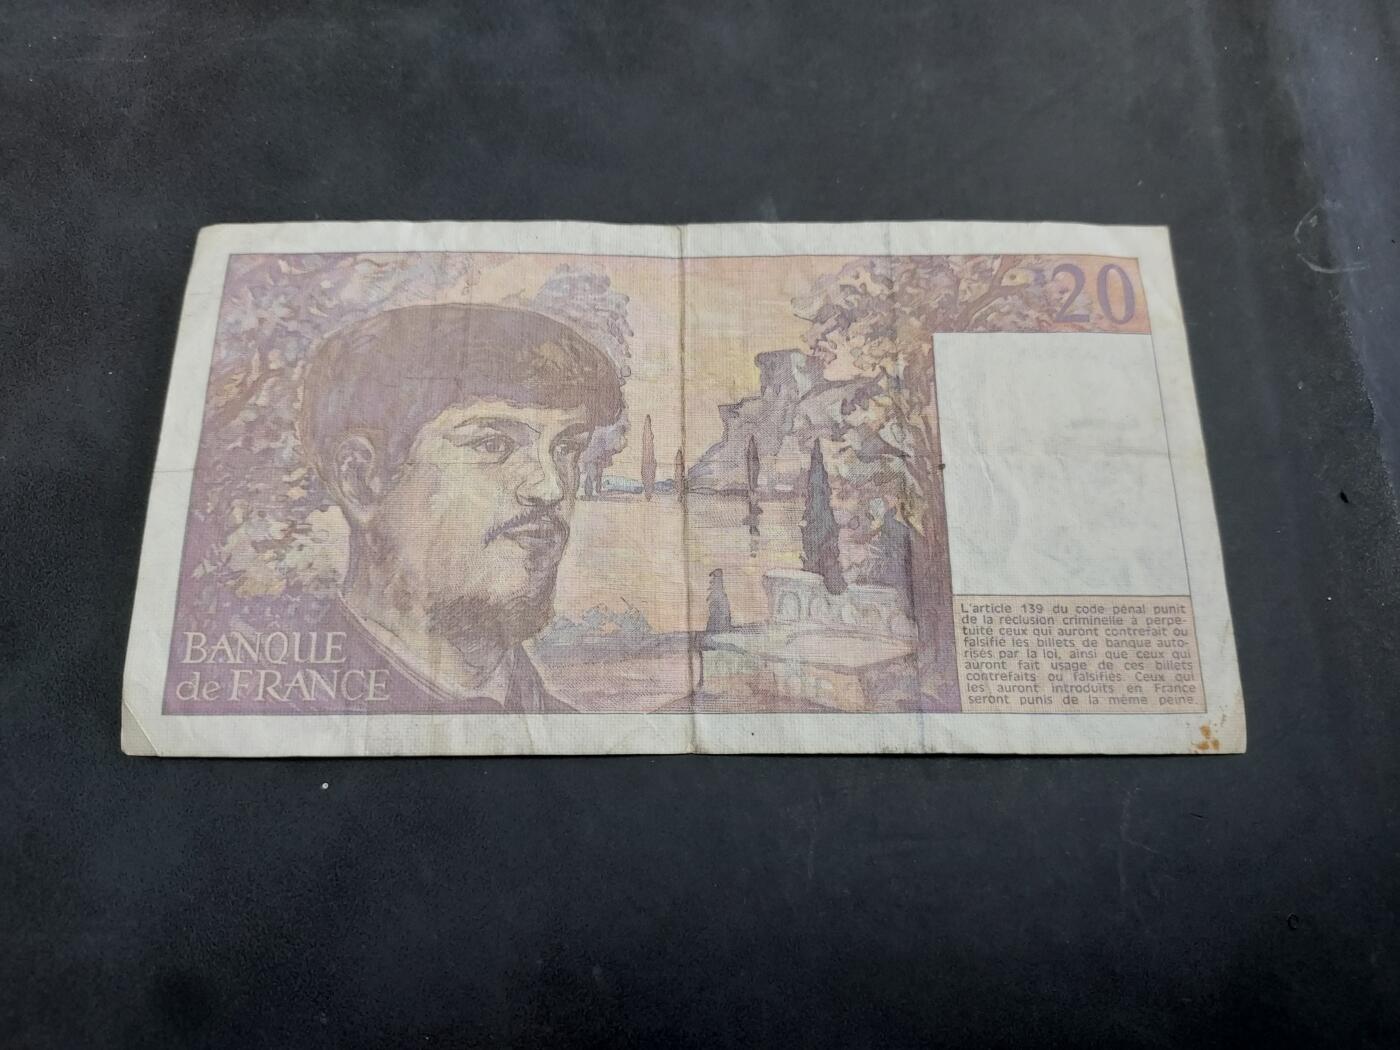 20
BANQUE
de FRANCE
L'article 139 du code pénal punit
de la réclusion criminelle à perpé-
tuité ceux qui auront contrefait ou
falsifié les billets de banque auto-
risés par la loi, ainsi que ceux qui
auront fait usage de ces billets
contrefaits ou falsifiés. Ceux qui
les auront introduits en France
seront punis de la même peine.